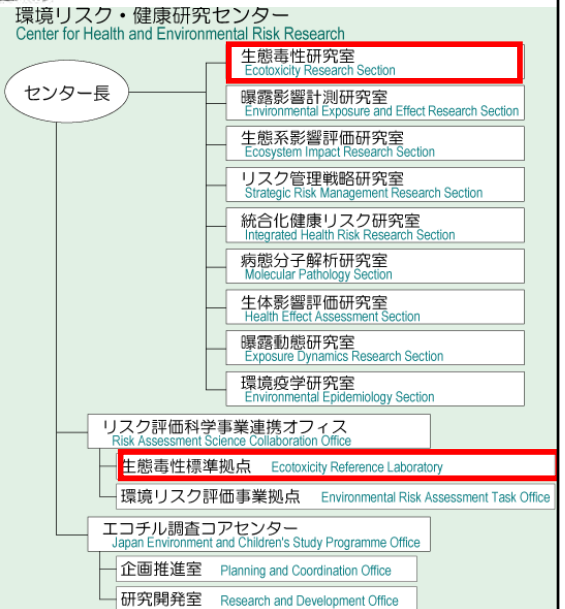 環境リスク・健康研究センター
Center for Health and Environmental Risk Research
センター長
生態毒性研究室
Ecotoxicity Research Section
曝露影響計測研究室
Environmental Exposure and Effect Research Section
生態系影響評価研究室
Ecosystem Impact Research Section
リスク管理戦略研究室
Strategic Risk Management Research Section
統合化健康リスク研究室
Integrated Health Risk Research Section
病態分子解析研究室
Molecular Pathology Section
生体影響評価研究室
Health Effect Assessment Section
曝露動態研究室
Exposure Dynamics Research Section
環境疫学研究室
Environmental Epidemiology Section
リスク評価科学事業連携オフィス
Risk Assessment Science Collaboration Office
生態毒性標準拠点 Ecotoxicity Reference Laboratory
環境リスク評価事業拠点 Environmental Risk Assessment Task Office
エコチル調査コアセンター
Japan Environment and Children's Study Programme Office
企画推進室 Planning and Coordination Office
研究開発室 Research and Development Office